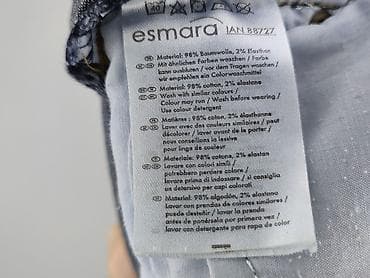 esmara IAN 88727
Material: 98% Baumwolle, 2% Elasthan
Mit ähnlichen Farben waschen / Farbe
kann ausbluten / vor dem Tragen waschen /
wir empfehlen ein Colorwaschmittel
Material: 98% cotton, 2% elastane
Wash with similar colours /
Colour may run / Wash before wearing /
Use colour detergent
Matières : 98% coton, 2% élasthanne
Laver avec des couleurs similaires / peut
décolorer / laver avant de la porter /
nous conseillons la lessive
pour linge de couleur
Materiale: 98% cotone, 2% elastan
Lavare con colori simili /
potrebbero perdere colore /
lavare prima di indossare / si consiglia
un detersivo per capi colorati
Material: 98% algodón, 2% elastano
Lavar con prendas de colores similares /
puede desteñir / lavar la prenda
antes de ponérsela por primera vez /
lavar con detergente para ropa de color